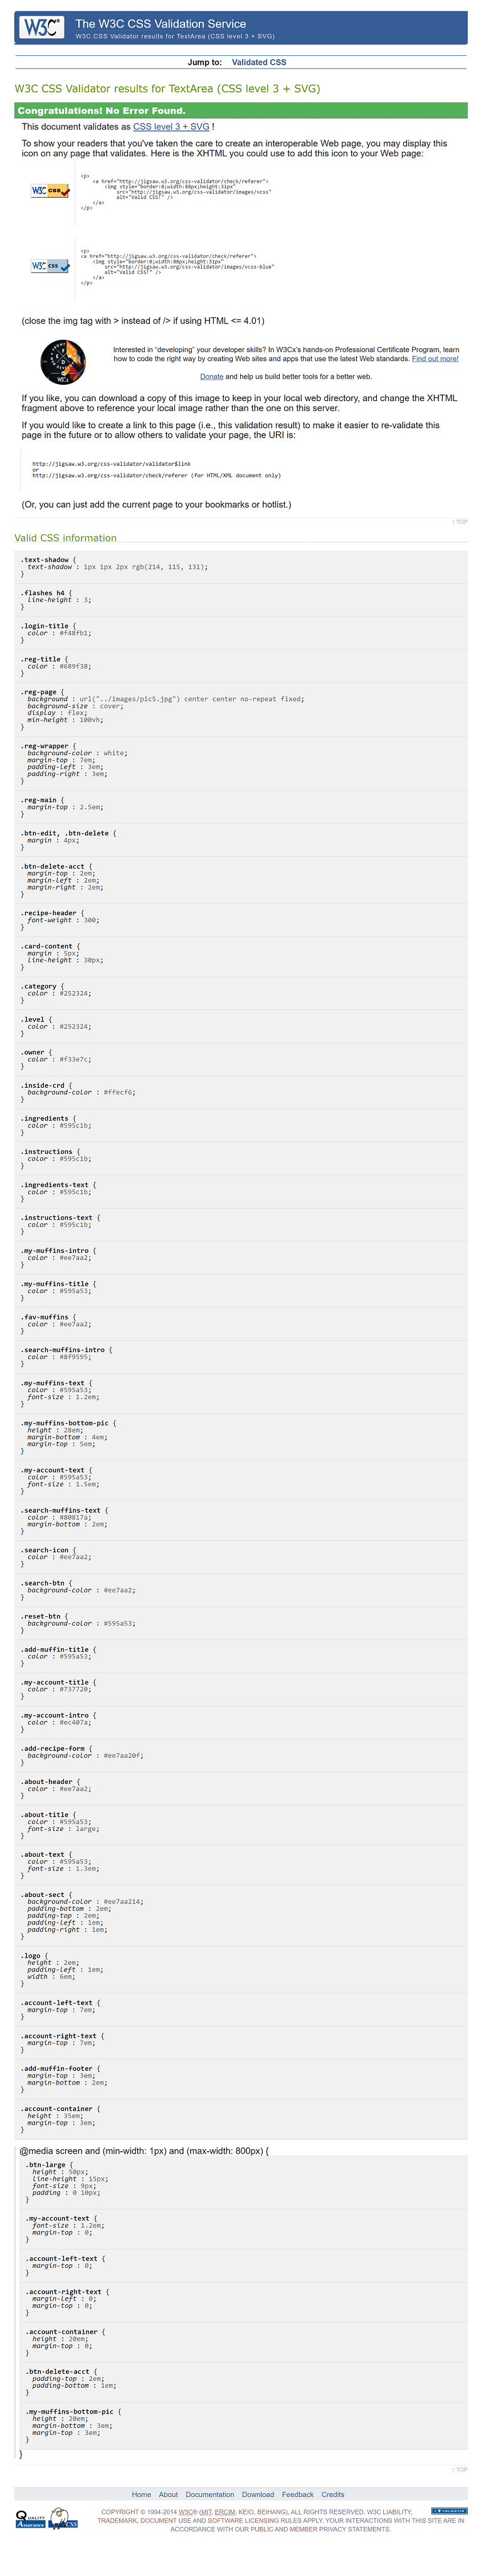 W3C®
The W3C CSS Validation Service
W3C CSS Validator results for TextArea (CSS level 3 + SVG)
Jump to: Validated CSS
W3C CSS Validator results for TextArea (CSS level 3 + SVG)
Congratulations! No Error Found.
This document validates as CSS level 3 + SVG !
To show your readers that you've taken the care to create an interoperable Web page, you may display this
icon on any page that validates. Here is the XHTML you could use to add this icon to your Web page:
W3C css
<p>
<a href="http://jigsaw.w3.org/css-validator/check/referer">
<img style="border:0;width:88px;height:31px"
src="http://jigsaw.w3.org/css-validator/images/vcss"
alt="Valid CSS!" />
</a>
</p>
W3C css
<p>
<a href="http://jigsaw.w3.org/css-validator/check/referer">
<img style="border:0;width:88px;height:31px"
src="http://jigsaw.w3.org/css-validator/images/vcss-blue"
alt="Valid CSS!" />
</a>
</p>
(close the img tag with > instead of /> if using HTML <= 4.01)
W3Cx
Interested in “developing” your developer skills? In W3Cx's hands-on Professional Certificate Program, learn
how to code the right way by creating Web sites and apps that use the latest Web standards. Find out more!
Donate and help us build better tools for a better web.
If you like, you can download a copy of this image to keep in your local web directory, and change the XHTML
fragment above to reference your local image rather than the one on this server.
If you would like to create a link to this page (i.e., this validation result) to make it easier to re-validate this
page in the future or to allow others to validate your page, the URI is:
http://jigsaw.w3.org/css-validator/validator$link
or
http://jigsaw.w3.org/css-validator/check/referer (for HTML/XML document only)
(Or, you can just add the current page to your bookmarks or hotlist.)
↑ TOP
Valid CSS information
.text-shadow {
text-shadow : 1px 1px 2px rgb(214, 115, 131);
}
.flashes h4 {
line-height : 3;
}
.login-title {
color : #f48fb1;
}
.reg-title {
color : #689f38;
}
.reg-page {
background : url("../images/pic5.jpg") center center no-repeat fixed;
background-size : cover;
display : flex;
min-height : 100vh;
}
.reg-wrapper {
background-color : white;
margin-top : 7em;
padding-left : 3em;
padding-right : 3em;
}
.reg-main {
margin-top : 2.5em;
}
.btn-edit, .btn-delete {
margin : 4px;
}
.btn-delete-acct {
margin-top : 2em;
margin-left : 2em;
margin-right : 2em;
}
.recipe-header {
font-weight : 300;
}
.card-content {
margin : 5px;
line-height : 30px;
}
.category {
color : #252324;
}
.level {
color : #252324;
}
.owner {
color : #f33e7c;
}
.inside-crd {
background-color : #ffecf6;
}
.ingredients {
color : #595c1b;
}
.instructions {
color : #595c1b;
}
.ingredients-text {
color : #595c1b;
}
.instructions-text {
color : #595c1b;
}
.my-muffins-intro {
color : #ee7aa2;
}
.my-muffins-title {
color : #595a53;
}
.fav-muffins {
color : #ee7aa2;
}
.search-muffins-intro {
color : #8f9595;
}
.my-muffins-text {
color : #595a53;
font-size : 1.2em;
}
.my-muffins-bottom-pic {
height : 28em;
margin-bottom : 4em;
margin-top : 5em;
}
.my-account-text {
color : #595a53;
font-size : 1.5em;
}
.search-muffins-text {
color : #80817a;
margin-bottom : 2em;
}
.search-icon {
color : #ee7aa2;
}
.search-btn {
background-color : #ee7aa2;
}
.reset-btn {
background-color : #595a53;
}
.add-muffin-title {
color : #595a53;
}
.my-account-title {
color : #737720;
}
.my-account-intro {
color : #ec407a;
}
.add-recipe-form {
background-color : #ee7aa20f;
}
.about-header {
color : #ee7aa2;
}
.about-title {
color : #595a53;
font-size : large;
}
.about-text {
color : #595a53;
font-size : 1.3em;
}
.about-sect {
background-color : #ee7aa214;
padding-bottom : 2em;
padding-top : 2em;
padding-left : 1em;
padding-right : 1em;
}
.logo {
height : 2em;
padding-left : 1em;
width : 6em;
}
.account-left-text {
margin-top : 7em;
}
.account-right-text {
margin-top : 7em;
}
.add-muffin-footer {
margin-top : 3em;
margin-bottom : 2em;
}
.account-container {
height : 35em;
margin-top : 3em;
}
@media screen and (min-width: 1px) and (max-width: 800px) {
.btn-large {
height : 50px;
line-height : 15px;
font-size : 9px;
padding : 0 10px;
}
.my-account-text {
font-size : 1.2em;
margin-top : 0;
}
.account-left-text {
margin-top : 0;
}
.account-right-text {
margin-left : 0;
margin-top : 0;
}
.account-container {
height : 20em;
margin-top : 0;
}
.btn-delete-acct {
padding-top : 2em;
padding-bottom : 1em;
}
.my-muffins-bottom-pic {
height : 20em;
margin-bottom : 3em;
margin-top : 3em;
}
}
↑ TOP
Home About Documentation Download Feedback Credits
QUALITY
Assurance
CSS
COPYRIGHT © 1994-2014 W3C® (MIT, ERCIM, KEIO, BEIHANG), ALL RIGHTS RESERVED. W3C LIABILITY,
TRADEMARK, DOCUMENT USE AND SOFTWARE LICENSING RULES APPLY. YOUR INTERACTIONS WITH THIS SITE ARE IN
ACCORDANCE WITH OUR PUBLIC AND MEMBER PRIVACY STATEMENTS.
VALIDATOR